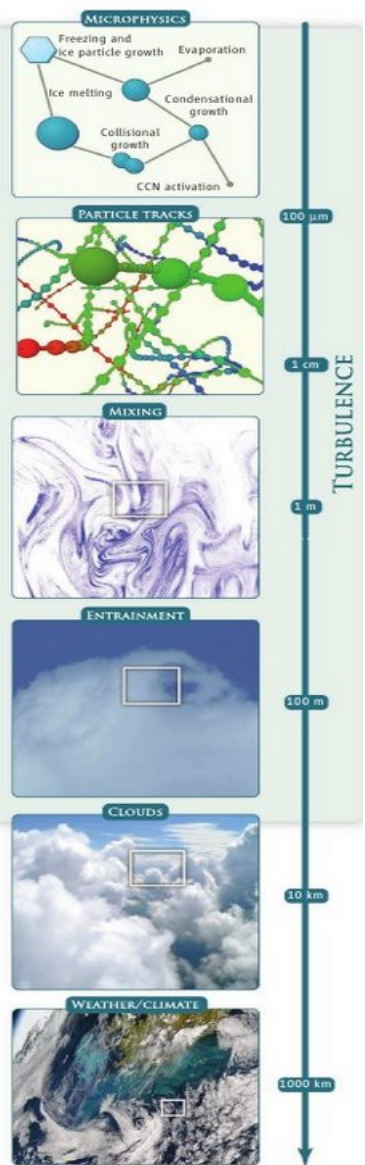 MICROPHYSICS
Freezing and
ice particle growth
Evaporation
Ice melting
Condensational
growth
Collisional
growth
CCN activation
PARTICLE TRACKS
100 µm
1 cm
MIXING
TURBULENCE
1 m
ENTRAINMENT
100 m
CLOUDS
10 km
WEATHER/CLIMATE
1000 km